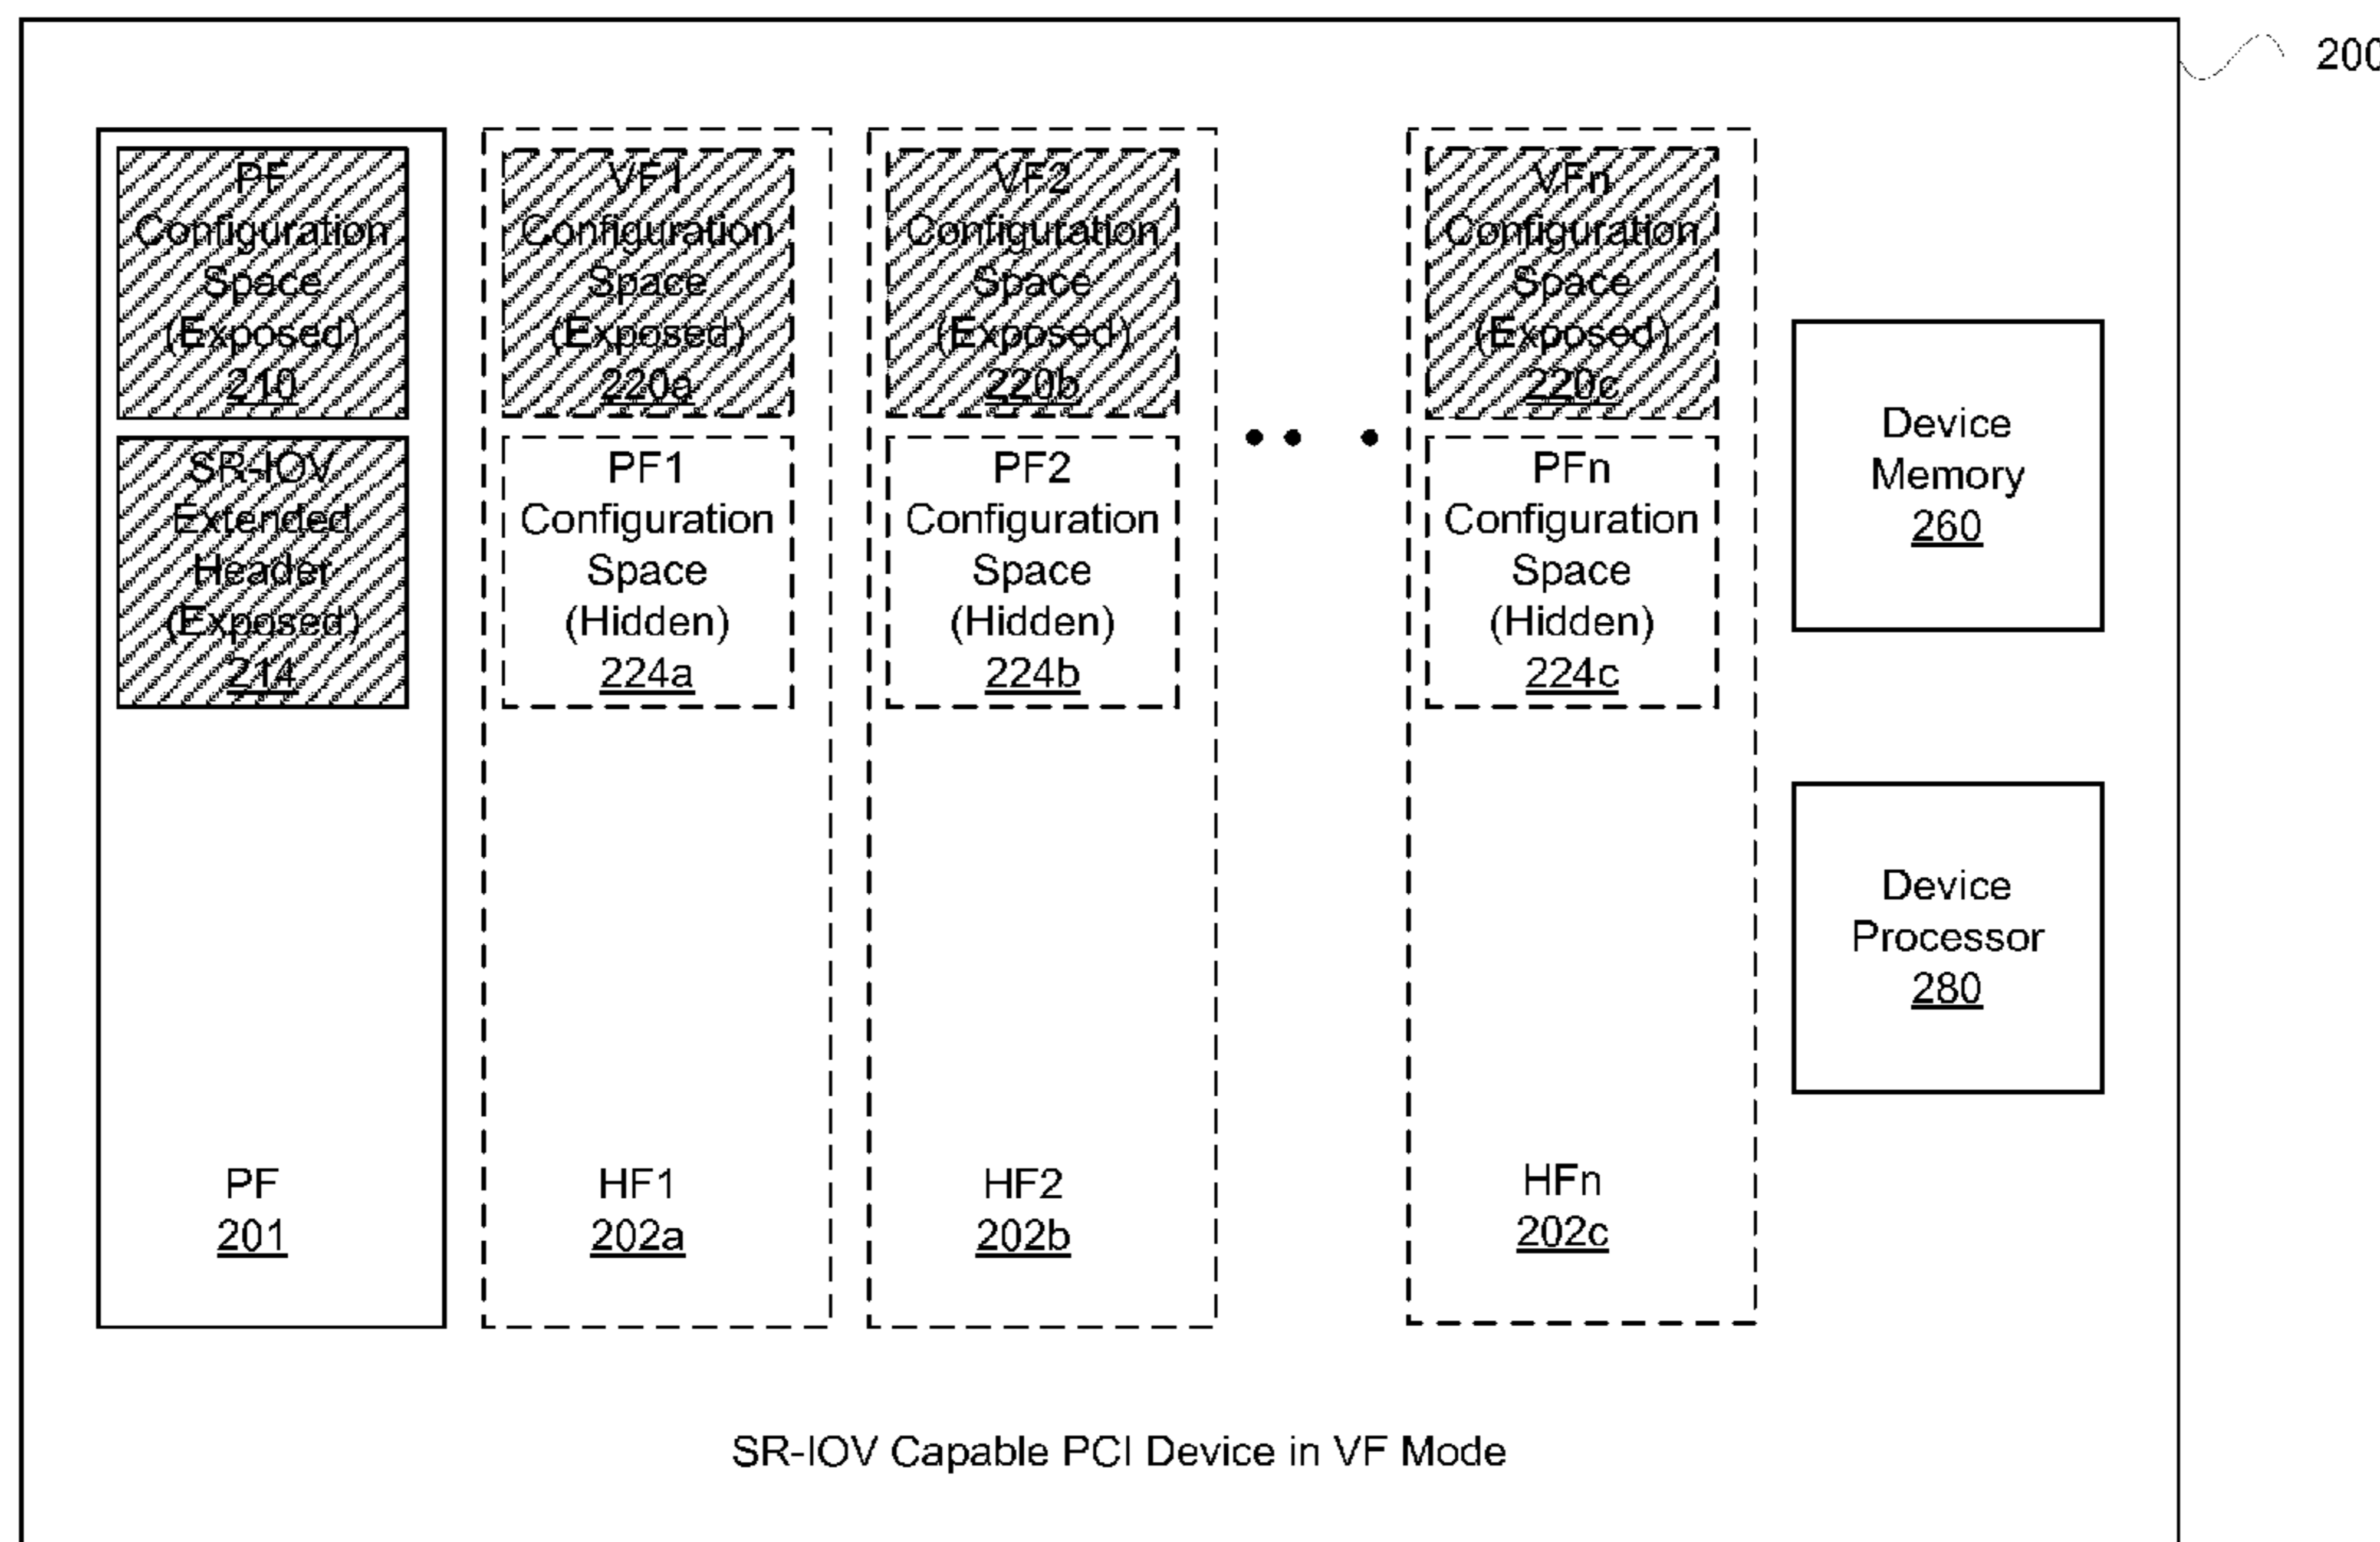 200
PF
Configuration
Space
(Exposed)
210
SR-IOV
Extended
Header
(Exposed)
214
PF
201
VF1
Configuration
Space
(Exposed)
220a
PF1
Configuration
Space
(Hidden)
224a
HF1
202a
VF2
Configuration
Space
(Exposed)
220b
PF2
Configuration
Space
(Hidden)
224b
HF2
202b
VFn
Configuration
Space
(Exposed)
220c
PFn
Configuration
Space
(Hidden)
224c
HFn
202c
Device
Memory
260
Device
Processor
280
SR-IOV Capable PCI Device in VF Mode